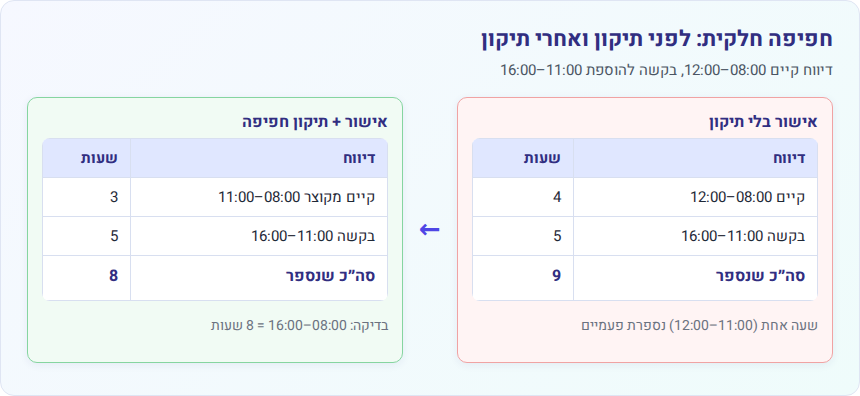 חפיפה חלקית: לפני תיקון ואחרי תיקון
דיווח קיים 08:00–12:00, בקשה להוספת 11:00–16:00
אישור בלי תיקון
דיווח שעות
קיים 08:00–12:00 4
בקשה 11:00–16:00 5
סה״כ שנספר 9
שעה אחת (11:00–12:00) נספרת פעמיים
←
אישור + תיקון חפיפה
דיווח שעות
קיים מקוצר 08:00–11:00 3
בקשה 11:00–16:00 5
סה״כ שנספר 8
בדיקה: 08:00–16:00 = 8 שעות